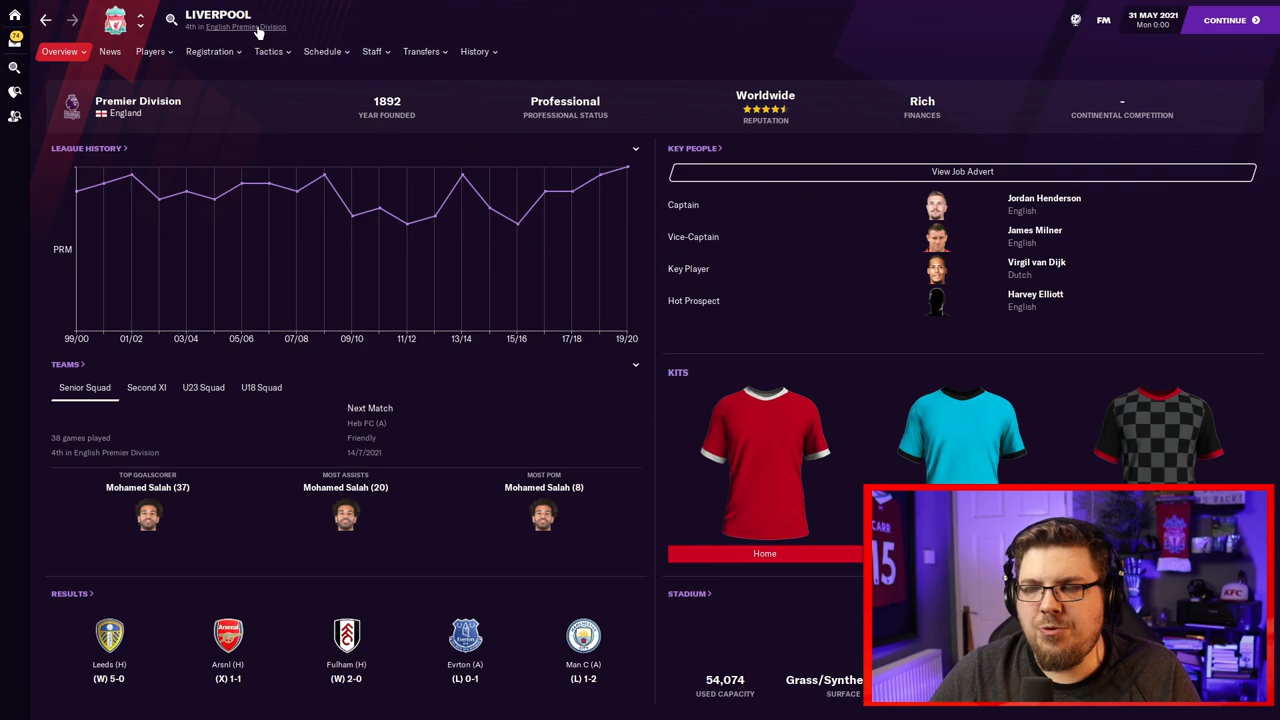 LIVERPOOL
4th in English Premier Division
FM
31 MAY 2021
Mon 0:00
CONTINUE
74
Overview
News
Players
Registration
Tactics
Schedule
Staff
Transfers
History
Premier Division
England
1892
YEAR FOUNDED
Professional
PROFESSIONAL STATUS
Worldwide
REPUTATION
Rich
FINANCES
-
CONTINENTAL COMPETITION
LEAGUE HISTORY
PRM
99/00 01/02 03/04 05/06 07/08 09/10 11/12 13/14 15/16 17/18 19/20
KEY PEOPLE
View Job Advert
Captain
Jordan Henderson
English
Vice-Captain
James Milner
English
Key Player
Virgil van Dijk
Dutch
Hot Prospect
Harvey Elliott
English
TEAMS
Senior Squad
Second XI
U23 Squad
U18 Squad
Next Match
Heb FC (A)
38 games played
Friendly
4th in English Premier Division
14/7/2021
TOP GOALSCORER
Mohamed Salah (37)
MOST ASSISTS
Mohamed Salah (20)
MOST POM
Mohamed Salah (8)
KITS
Home
RESULTS
Arsenal
Leeds (H)
(W) 5-0
Arsnl (H)
(X) 1-1
Fulham (H)
(W) 2-0
Evrton (A)
(L) 0-1
Man C (A)
(L) 1-2
STADIUM
54,074
USED CAPACITY
Grass/Synthe
SURFACE
CARR
15
KFC